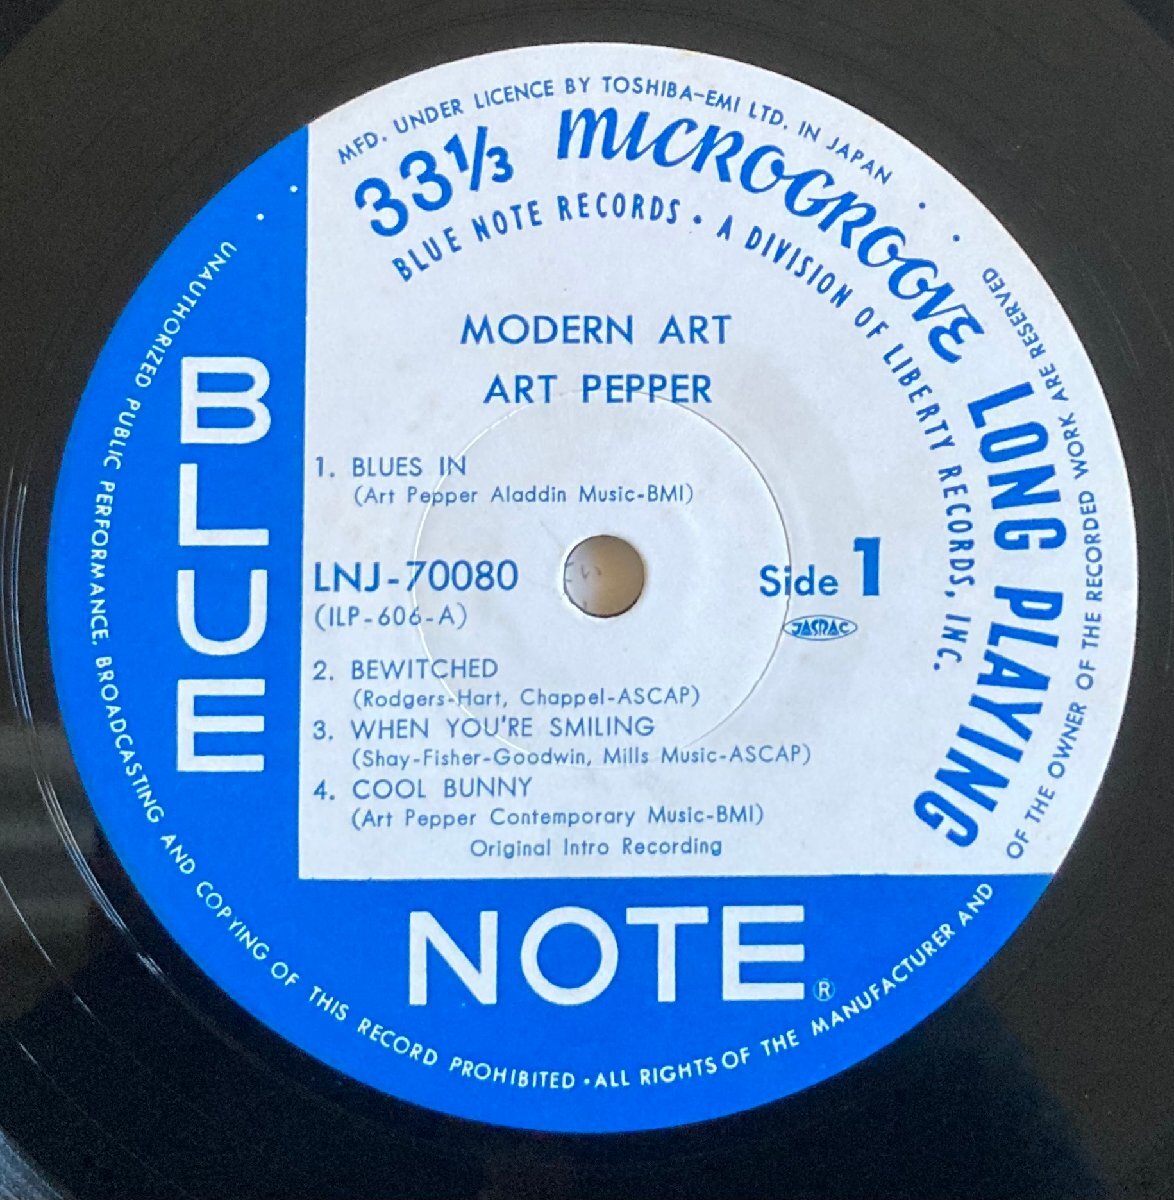 MFD. UNDER LICENCE BY TOSHIBA-EMI LTD. IN JAPAN
33⅓ MICROGROOVE LONG PLAYING
BLUE NOTE RECORDS • A DIVISION OF LIBERTY RECORDS, INC.
MODERN ART
ART PEPPER
1. BLUES IN
(Art Pepper Aladdin Music-BMI)
LNJ-70080
(ILP-606-A)
Side 1
JASRAC
2. BEWITCHED
(Rodgers-Hart, Chappel-ASCAP)
3. WHEN YOU'RE SMILING
(Shay-Fisher-Goodwin, Mills Music-ASCAP)
4. COOL BUNNY
(Art Pepper Contemporary Music-BMI)
Original Intro Recording
BLUE
NOTE ®
UNAUTHORIZED PUBLIC PERFORMANCE, BROADCASTING AND COPYING OF THIS RECORD PROHIBITED • ALL RIGHTS OF THE MANUFACTURER AND OF THE OWNER OF THE RECORDED WORK ARE RESERVED